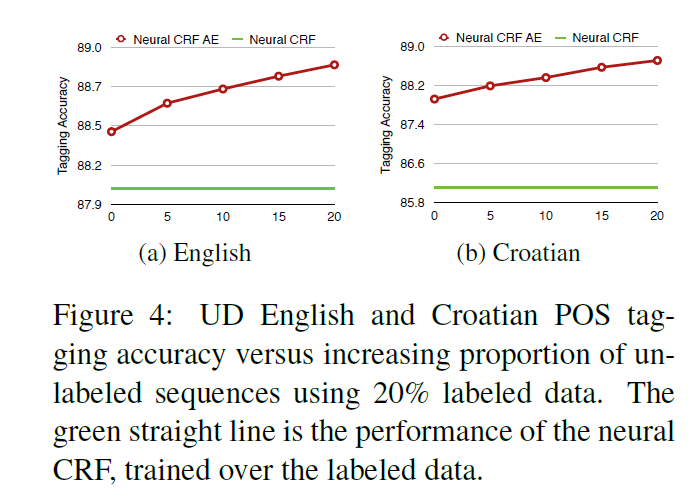 Neural CRF AE Neural CRF
89.0
88.7
88.5
88.2
87.9
Tagging Accuracy
0 5 10 15 20
(a) English
Neural CRF AE Neural CRF
89.0
88.2
87.4
86.6
85.8
Tagging Accuracy
0 5 10 15 20
(b) Croatian
Figure 4: UD English and Croatian POS tag-
ging accuracy versus increasing proportion of un-
labeled sequences using 20% labeled data. The
green straight line is the performance of the neural
CRF, trained over the labeled data.